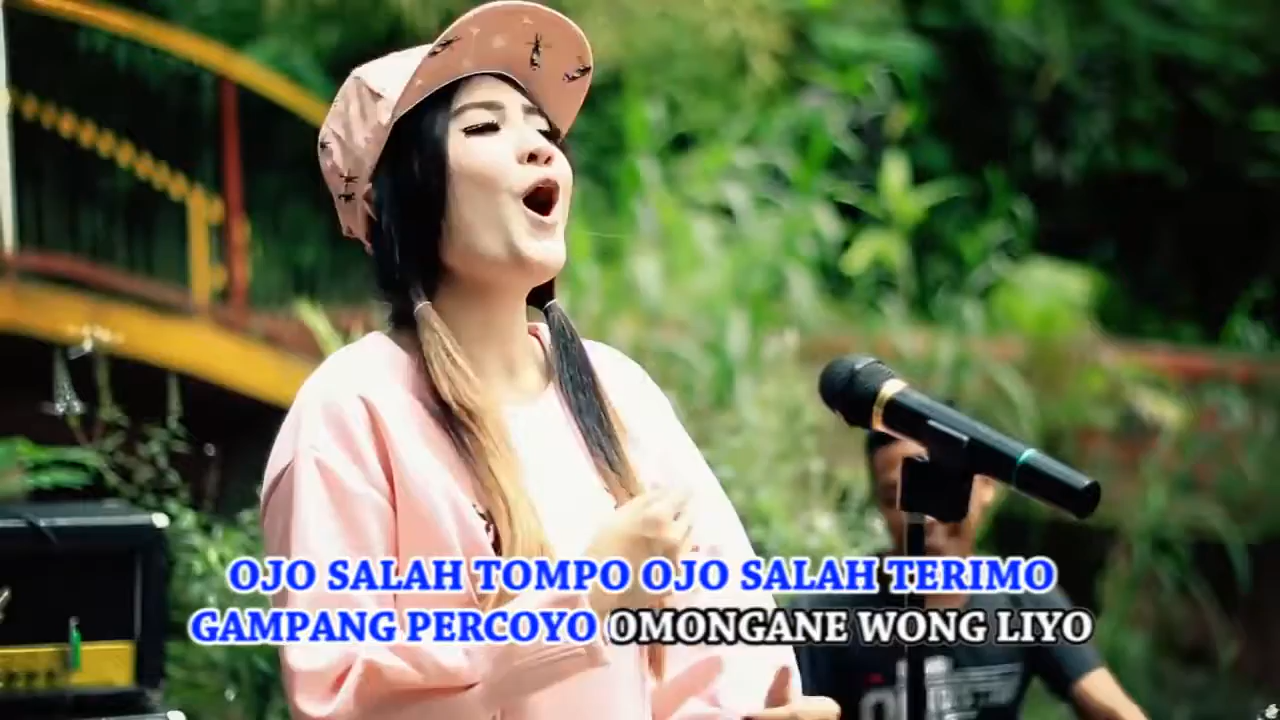 OJO SALAH TOMPO OJO SALAH TERIMO
GAMPANG PERCOYO OMONGANE WONG LIYO